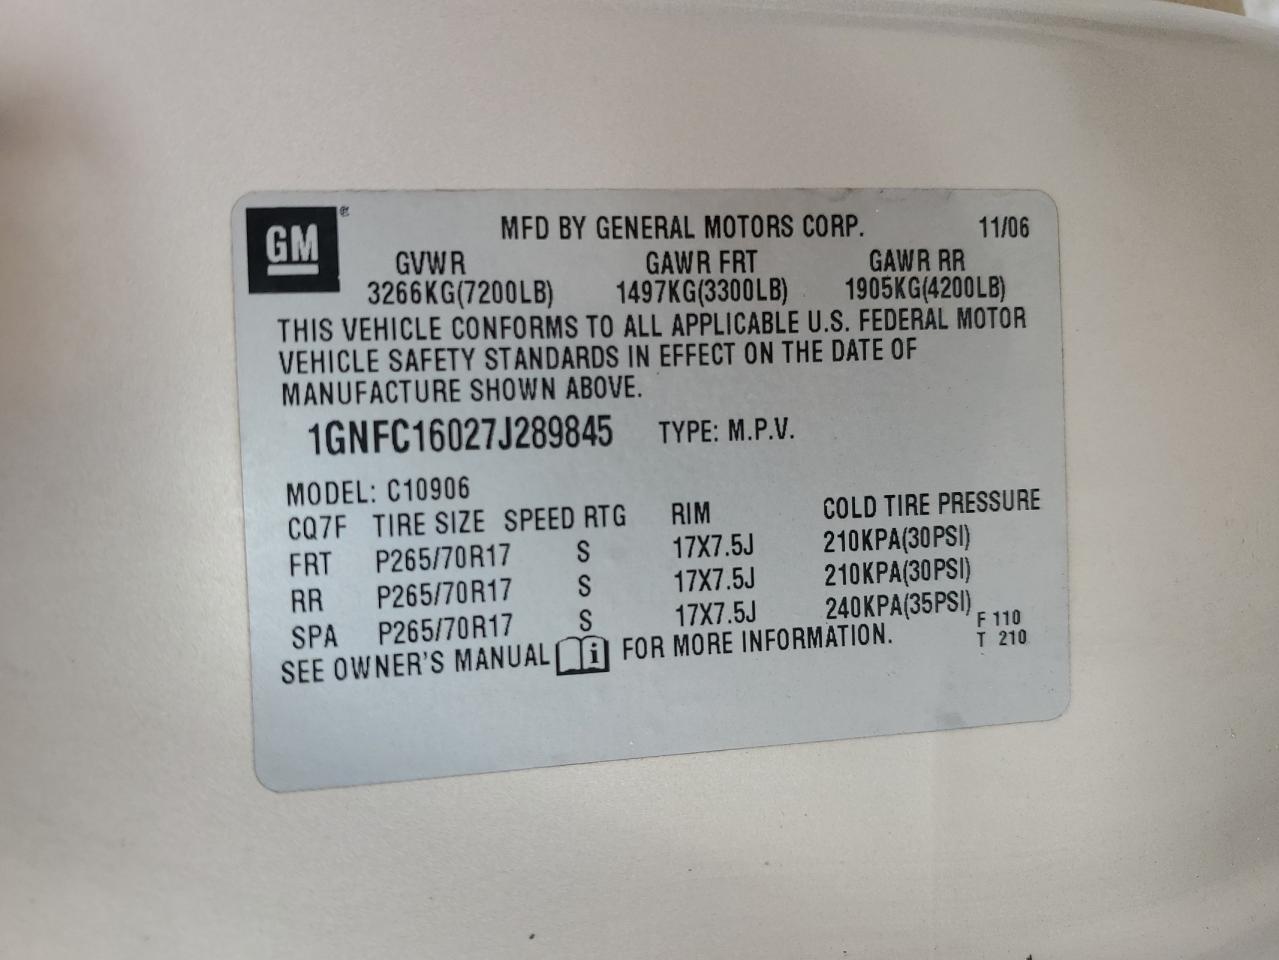 GM ®
MFD BY GENERAL MOTORS CORP. 11/06
GVWR GAWR FRT GAWR RR
3266KG(7200LB) 1497KG(3300LB) 1905KG(4200LB)
THIS VEHICLE CONFORMS TO ALL APPLICABLE U.S. FEDERAL MOTOR
VEHICLE SAFETY STANDARDS IN EFFECT ON THE DATE OF
MANUFACTURE SHOWN ABOVE.
1GNFC16027J289845 TYPE: M.P.V.
MODEL: C10906
CQ7F TIRE SIZE SPEED RTG RIM COLD TIRE PRESSURE
FRT P265/70R17 S 17X7.5J 210KPA(30PSI)
RR P265/70R17 S 17X7.5J 210KPA(30PSI)
SPA P265/70R17 S 17X7.5J 240KPA(35PSI) F 110
SEE OWNER'S MANUAL i FOR MORE INFORMATION. T 210